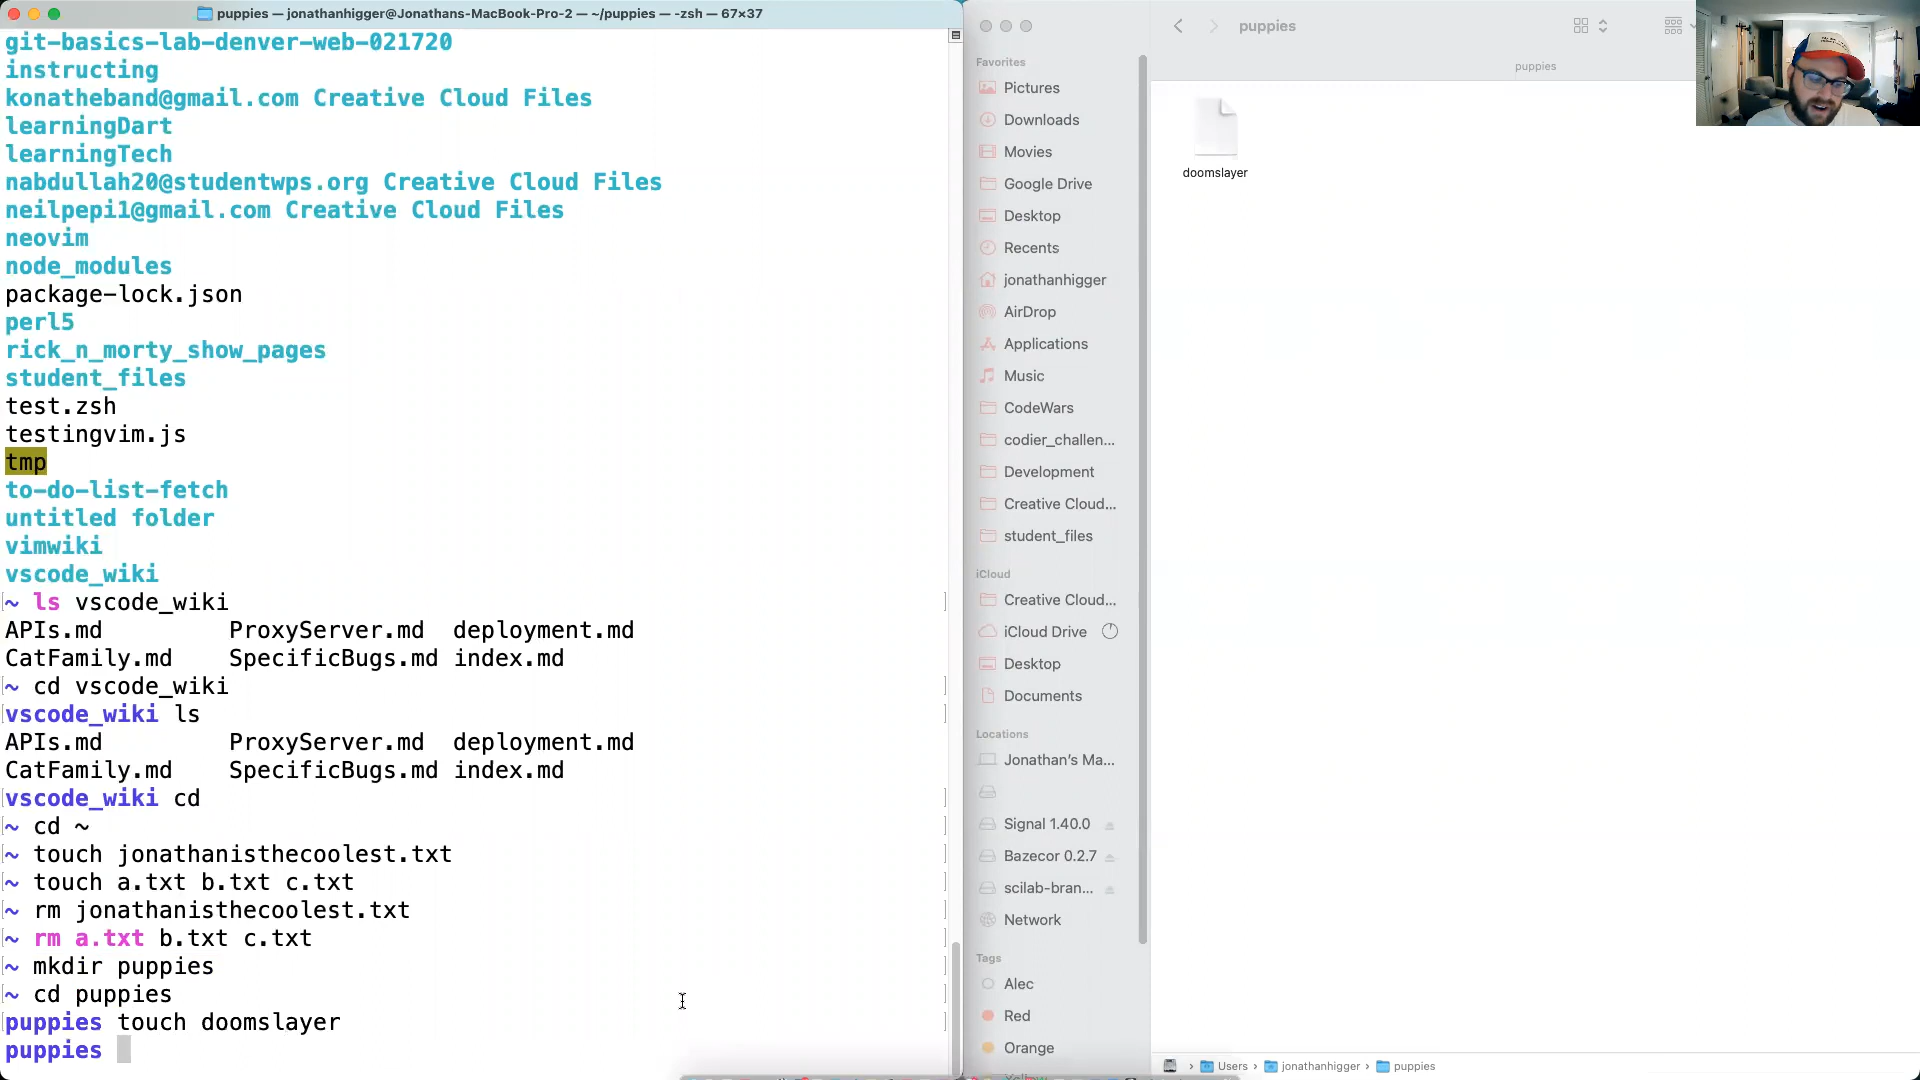 puppies — jonathanhigger@Jonathans-MacBook-Pro-2 — ~/puppies — -zsh — 67×37
git-basics-lab-denver-web-021720
instructing
konatheband@gmail.com Creative Cloud Files
learningDart
learningTech
nabdullah20@studentwps.org Creative Cloud Files
neilpepi1@gmail.com Creative Cloud Files
neovim
node_modules
package-lock.json
perl5
rick_n_morty_show_pages
student_files
test.zsh
testingvim.js
tmp
to-do-list-fetch
untitled folder
vimwiki
vscode_wiki
~ ls vscode_wiki
APIs.md ProxyServer.md deployment.md
CatFamily.md SpecificBugs.md index.md
~ cd vscode_wiki
vscode_wiki ls
APIs.md ProxyServer.md deployment.md
CatFamily.md SpecificBugs.md index.md
vscode_wiki cd
~ cd ~
~ touch jonathanisthecoolest.txt
~ touch a.txt b.txt c.txt
~ rm jonathanisthecoolest.txt
~ rm a.txt b.txt c.txt
~ mkdir puppies
~ cd puppies
puppies touch doomslayer
puppies
Favorites
Pictures
Downloads
Movies
Google Drive
Desktop
Recents
jonathanhigger
AirDrop
Applications
Music
CodeWars
codier_challen...
Development
Creative Cloud...
student_files
iCloud
Creative Cloud...
iCloud Drive
Desktop
Documents
Locations
Jonathan's Ma...
Signal 1.40.0
Bazecor 0.2.7
scilab-bran...
Network
Tags
Alec
Red
Orange
puppies
puppies
doomslayer
Users › jonathanhigger › puppies